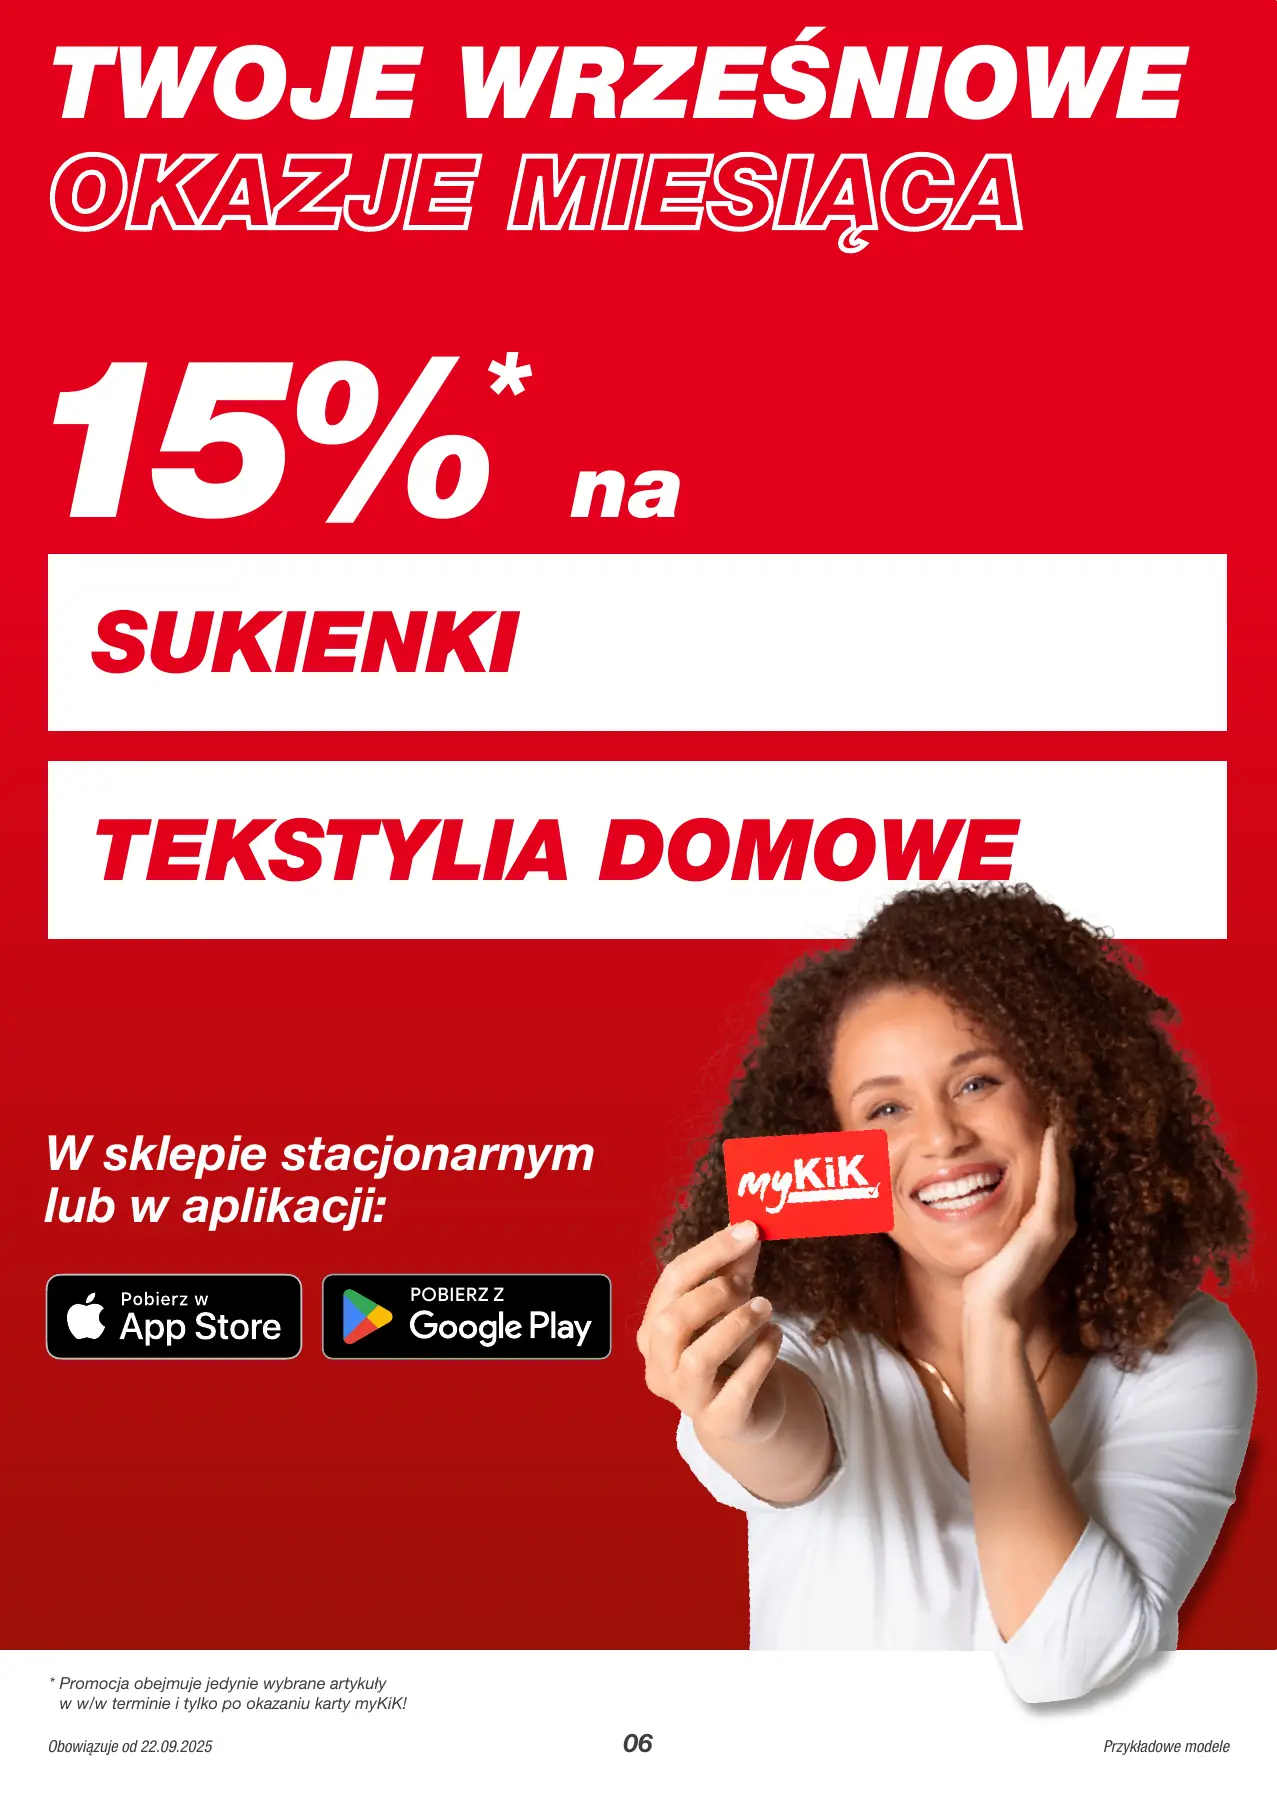 TWOJE WRZEŚNIOWE
OKAZJE MIESIĄCA
15%* na
SUKIENKI
TEKSTYLIA DOMOWE
W sklepie stacjonarnym
lub w aplikacji:
myKiK
Pobierz w
App Store
POBIERZ Z
Google Play
* Promocja obejmuje jedynie wybrane artykuły
w w/w terminie i tylko po okazaniu karty myKiK!
Obowiązuje od 22.09.2025
06
Przykładowe modele